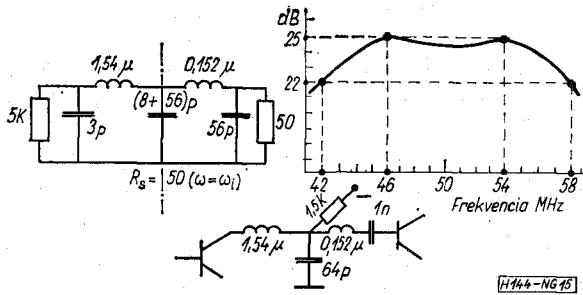 1,54 µ
0,152 µ
5K
3p
(8+56)p
56p
50
Rs = 50 (ω=ωi)
dB
25
22
42
46
50
54
58
Frekvencia MHz
1,5K
1n
1,54 µ
0,152 µ
64p
H144-NG15